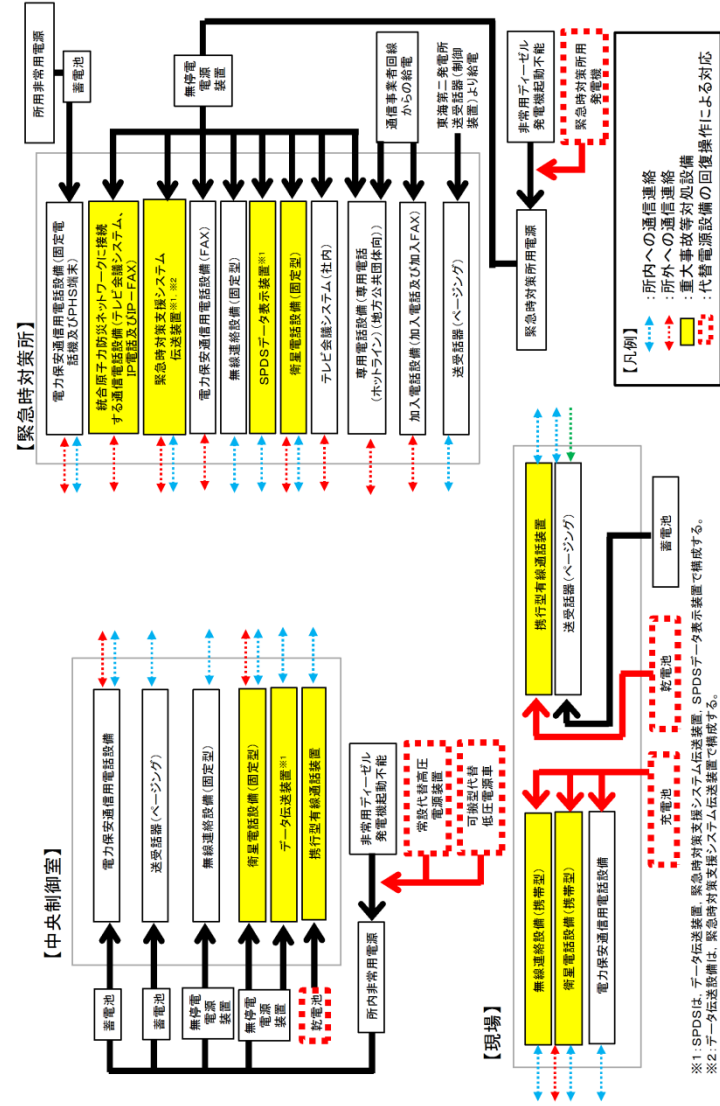 【中央制御室】
蓄電池
電力保安通信用電話設備
蓄電池
送受話器(ページング)
無停電
電源
装置
無線連絡設備(固定型)
無停電
電源
装置
衛星電話設備(固定型)
データ伝送装置※1
乾電池
携行型有線通話装置
所内非常用電源
非常用ディーゼル
発電機起動不能
常設代替高圧
電源装置
可搬型代替
低圧電源車
【緊急時対策所】
電力保安通信用電話設備(固定電
話機及びPHS端末)
統合原子力防災ネットワークに接続
する通信電話設備(テレビ会議システム、
IP電話及びIP-FAX)
緊急時対策支援システム
伝送装置※1、※2
電力保安通信用電話設備(FAX)
無線連絡設備(固定型)
SPDSデータ表示装置※1
衛星電話設備(固定型)
テレビ会議システム(社内)
専用電話設備(専用電話
(ホットライン)(地方公共団体向))
加入電話設備(加入電話及び加入FAX)
送受話器(ページング)
所用非常用電源
蓄電池
無停電
電源
装置
通信事業者回線
からの給電
東海第二発電所
送受話器(制御
装置)より給電
緊急時対策所用電源
非常用ディーゼル
発電機起動不能
緊急時対策所用
発電機
【現場】
無線連絡設備(携帯型)
衛星電話設備(携帯型)
電力保安通信用電話設備
充電池
携行型有線通話装置
送受話器(ページング)
乾電池
蓄電池
【凡例】
:所内への通信連絡
:所外への通信連絡
:重大事故等対処設備
:代替電源設備の回復操作による対応
※1:SPDSは、データ伝送装置、緊急時対策支援システム伝送装置、SPDSデータ表示装置で構成する。
※2:データ伝送設備は、緊急時対策支援システム伝送装置で構成する。